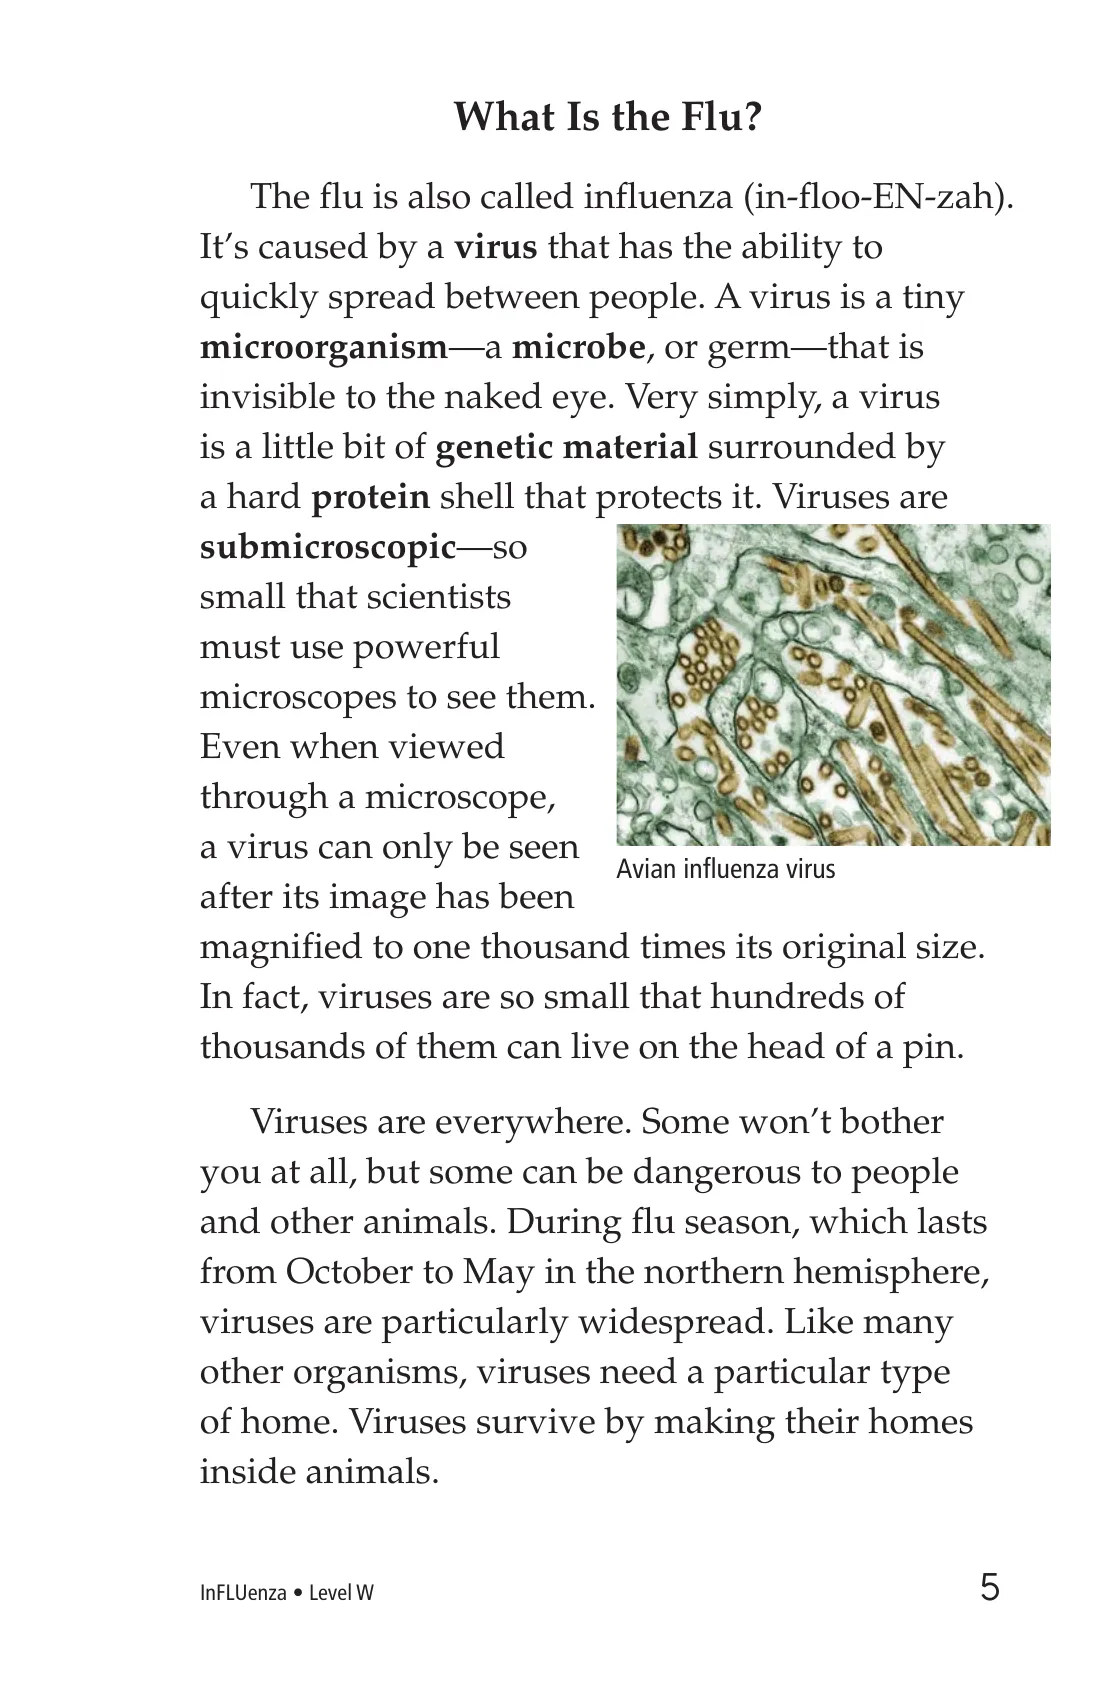 What Is the Flu?
The flu is also called influenza (in-floo-EN-zah).
It’s caused by a virus that has the ability to
quickly spread between people. A virus is a tiny
microorganism—a microbe, or germ—that is
invisible to the naked eye. Very simply, a virus
is a little bit of genetic material surrounded by
a hard protein shell that protects it. Viruses are
submicroscopic—so
small that scientists
must use powerful
microscopes to see them.
Even when viewed
through a microscope,
a virus can only be seen
after its image has been
magnified to one thousand times its original size.
In fact, viruses are so small that hundreds of
thousands of them can live on the head of a pin.
Avian influenza virus
Viruses are everywhere. Some won’t bother
you at all, but some can be dangerous to people
and other animals. During flu season, which lasts
from October to May in the northern hemisphere,
viruses are particularly widespread. Like many
other organisms, viruses need a particular type
of home. Viruses survive by making their homes
inside animals.
InFLUenza • Level W
5